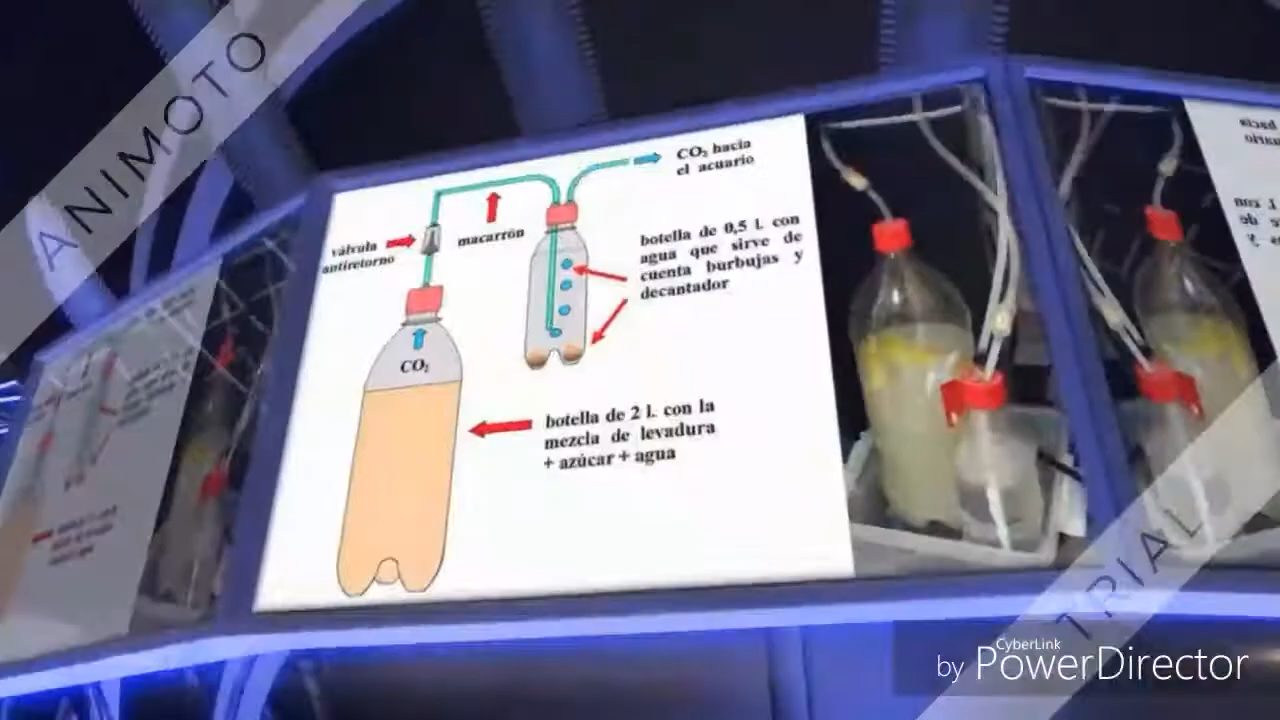 ANIMOTO
CO₂ hacia
el acuario
válvula
antiretorno
macarrón
botella de 0,5 L con
agua que sirve de
cuenta burbujas y
decantador
CO₂
botella de 2 L con la
mezcla de levadura
+ azúcar + agua
TRIAL
CyberLink
by PowerDirector